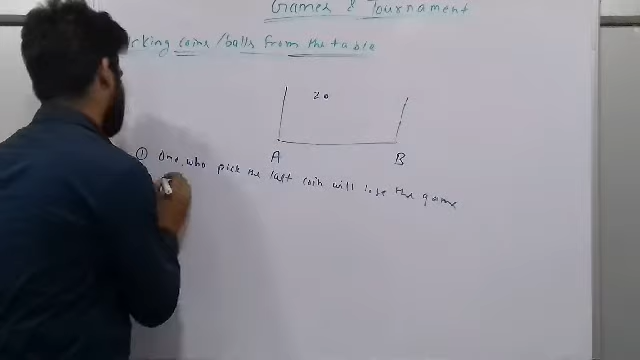 Games & Tournament
cking coins/balls from the table
20
A B
① One, who pick the last coin will lose the game